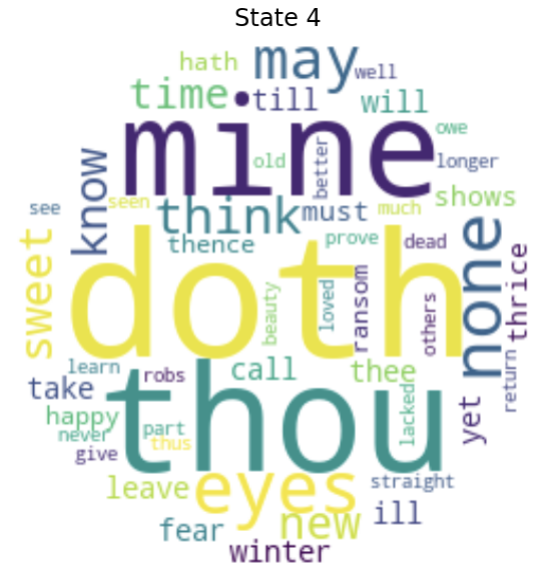 State 4
hath may well
time till will
mine
owe
old better longer
know seen think must much shows
see thence prove dead
sweet doth none thrice
beauty loved ransom others
learn robs call thee return
take thou lacked yet
happy part
never thus
give
leave eyes straight
fear new ill
winter